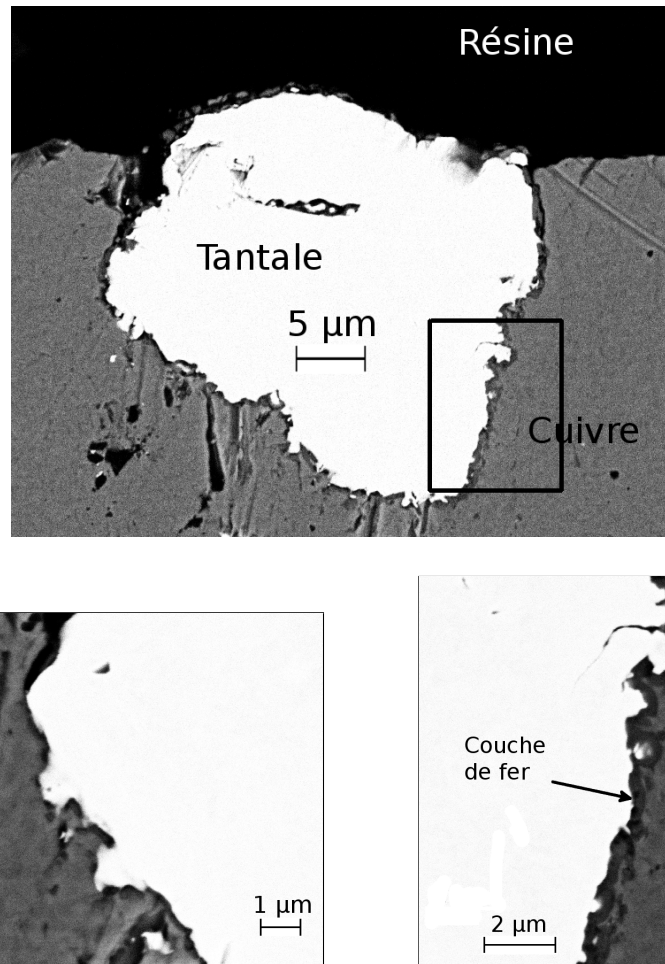 Résine
Tantale
5 µm
Cuivre
Couche
de fer
1 µm
2 µm